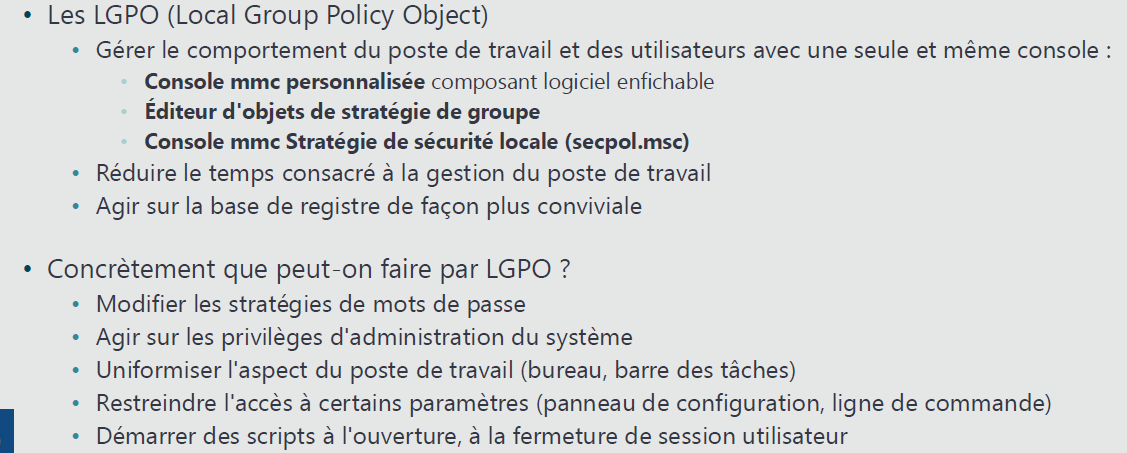 • Les LGPO (Local Group Policy Object)
• Gérer le comportement du poste de travail et des utilisateurs avec une seule et même console :
• Console mmc personnalisée composant logiciel enfichable
• Éditeur d'objets de stratégie de groupe
• Console mmc Stratégie de sécurité locale (secpol.msc)
• Réduire le temps consacré à la gestion du poste de travail
• Agir sur la base de registre de façon plus conviviale
• Concrètement que peut-on faire par LGPO ?
• Modifier les stratégies de mots de passe
• Agir sur les privilèges d'administration du système
• Uniformiser l'aspect du poste de travail (bureau, barre des tâches)
• Restreindre l'accès à certains paramètres (panneau de configuration, ligne de commande)
• Démarrer des scripts à l'ouverture, à la fermeture de session utilisateur